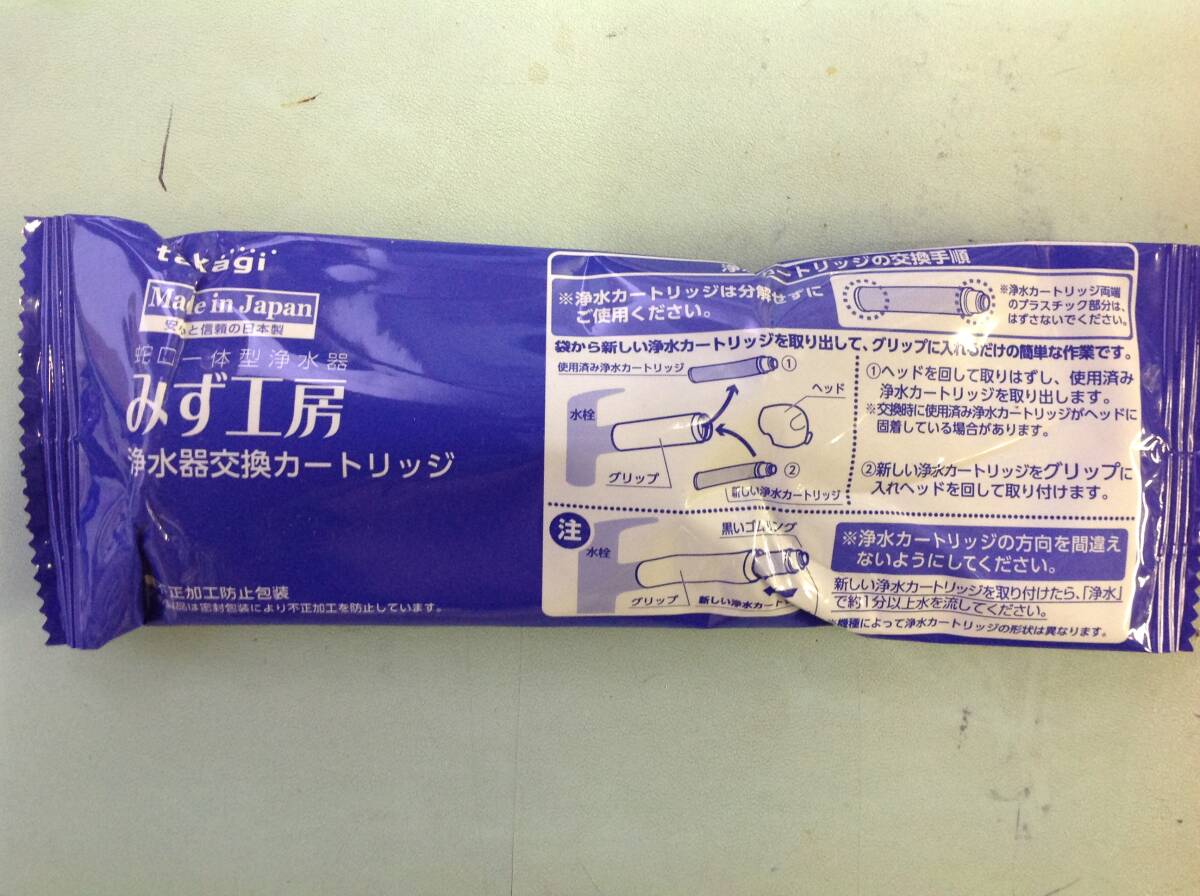 takagi
Made in Japan
と信頼の日本製
蛇口一体型浄水器
みず工房
浄水器交換カートリッジ
不正加工防止包装
製品は密封包装により不正加工を防止しています。
トリッジの交換手順
※浄水カートリッジは分解せずに
ご使用ください。
※浄水カートリッジ両端
のプラスチック部分は、
はずさないでください。
袋から新しい浄水カートリッジを取り出して、グリップに入れるだけの簡単な作業です。
使用済み浄水カートリッジ
①
水栓
ヘッド
グリップ
②
新しい浄水カートリッジ
①ヘッドを回して取りはずし、使用済み
浄水カートリッジを取り出します。
※交換時に使用済み浄水カートリッジがヘッドに
固着している場合があります。
②新しい浄水カートリッジをグリップに
入れヘッドを回して取り付けます。
注
水栓
黒いゴムリング
グリップ
新しい浄水カート
※浄水カートリッジの方向を間違え
ないようにしてください。
新しい浄水カートリッジを取り付けたら、「浄水」
で約1分以上水を流してください。
※機種によって浄水カートリッジの形状は異なります。